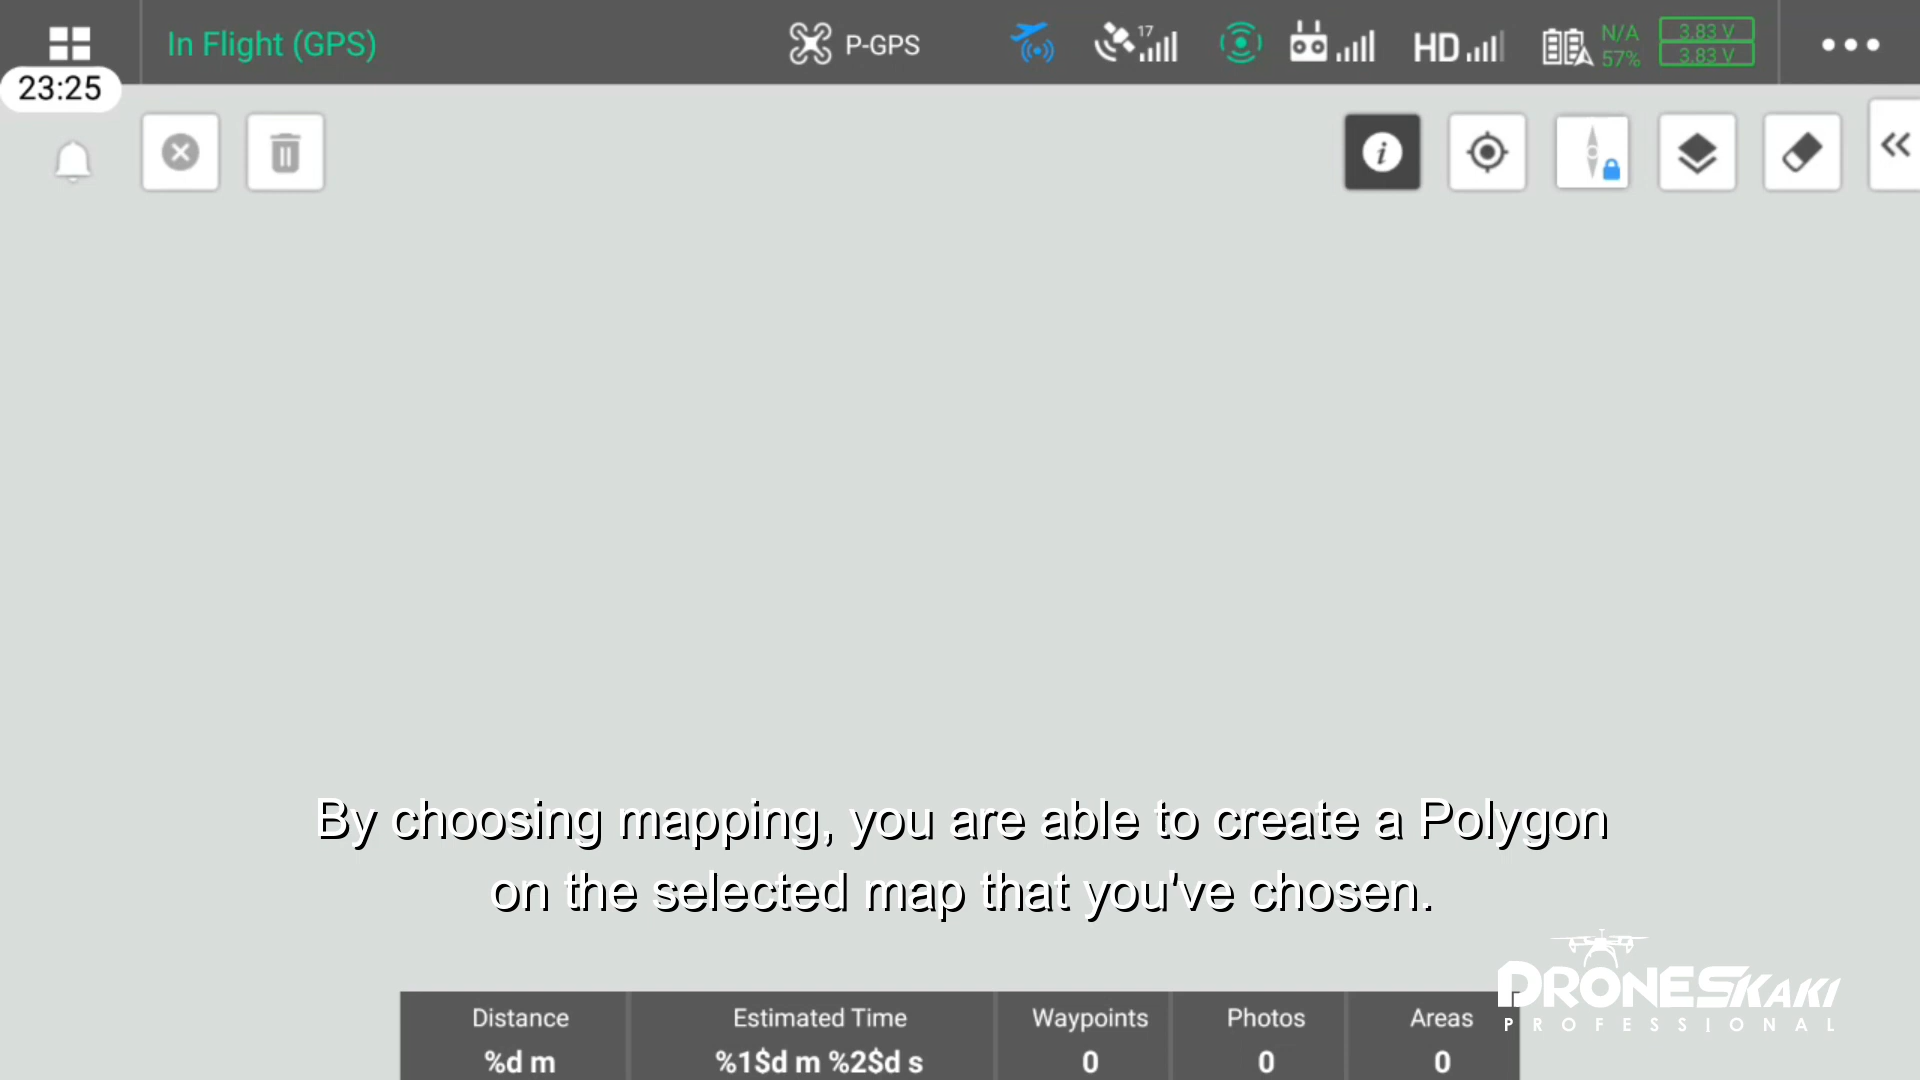 In Flight (GPS)
P-GPS
17
HD
N/A
57%
3.83 V
3.83 V
23:25
By choosing mapping, you are able to create a Polygon
on the selected map that you've chosen.
DRONESKAKI
PROFESSIONAL
Distance
Estimated Time
Waypoints
Photos
Areas
%d m
%1$d m %2$d s
0
0
0